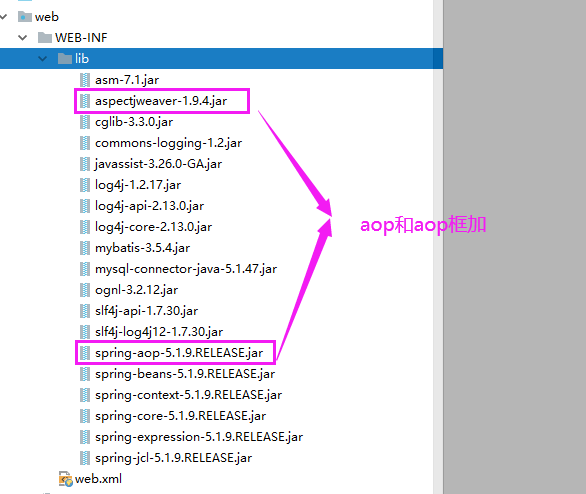 web
WEB-INF
lib
asm-7.1.jar
aspectjweaver-1.9.4.jar
cglib-3.3.0.jar
commons-logging-1.2.jar
javassist-3.26.0-GA.jar
log4j-1.2.17.jar
log4j-api-2.13.0.jar
log4j-core-2.13.0.jar
mybatis-3.5.4.jar
mysql-connector-java-5.1.47.jar
ognl-3.2.12.jar
slf4j-api-1.7.30.jar
slf4j-log4j12-1.7.30.jar
spring-aop-5.1.9.RELEASE.jar
spring-beans-5.1.9.RELEASE.jar
spring-context-5.1.9.RELEASE.jar
spring-core-5.1.9.RELEASE.jar
spring-expression-5.1.9.RELEASE.jar
spring-jcl-5.1.9.RELEASE.jar
web.xml
aop和aop框加